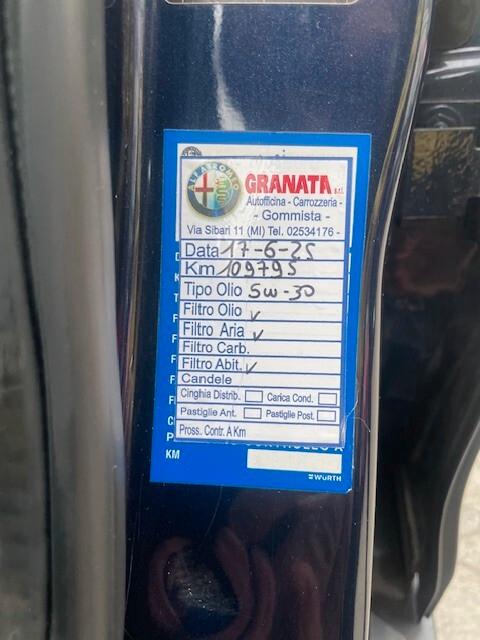 ALFA ROMEO
GRANATA s.r.l.
Autofficina - Carrozzeria -
- Gommista -
Via Sibari 11 (MI) Tel. 02534176 -
Data 17-6-25
Km 109795
Tipo Olio 5w-30
Filtro Olio ✓
Filtro Aria ✓
Filtro Carb.
Filtro Abit. ✓
Candele
Cinghia Distrib. Carica Cond.
Pastiglie Ant. Pastiglie Post.
Pross. Contr. A Km
KM
WÜRTH